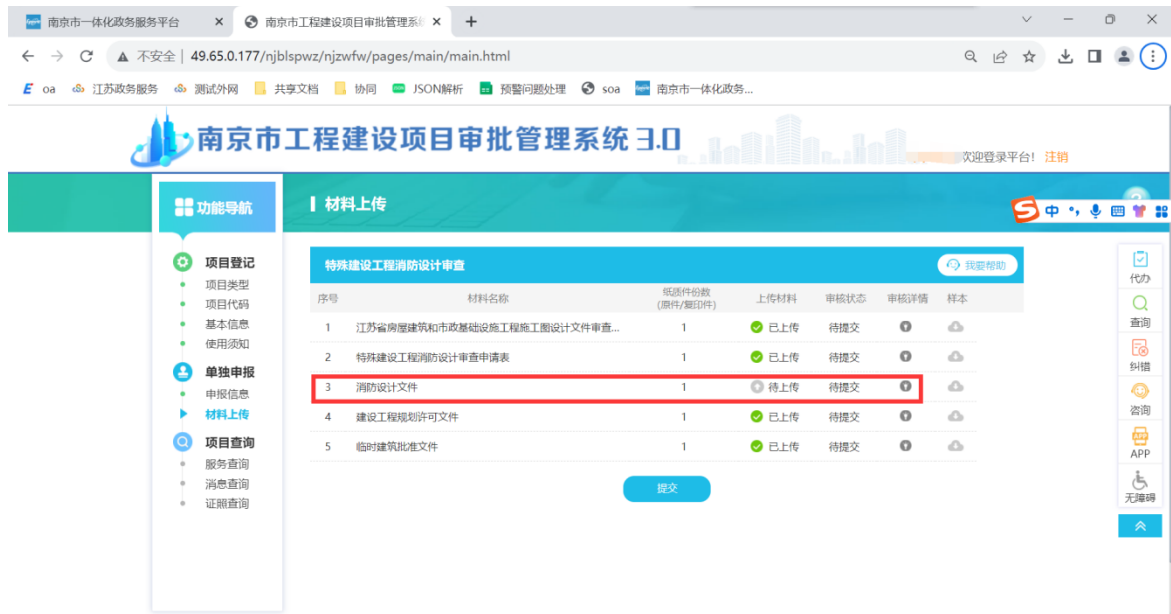 南京市一体化政务服务平台
南京市工程建设项目审批管理系
不安全 | 49.65.0.177/njblspwz/njzwfw/pages/main/main.html
oa 江苏政务服务 测试外网 共享文档 协同 JSON解析 预警问题处理 soa 南京市一体化政务...
南京市工程建设项目审批管理系统 3.0
欢迎登录平台! 注销
功能导航
材料上传
中
项目登记
项目类型
项目代码
基本信息
使用须知
单独申报
申报信息
材料上传
项目查询
服务查询
消息查询
证照查询
特殊建设工程消防设计审查 我要帮助
序号 材料名称 纸质件份数 上传材料 审核状态 审核详情 样本
(原件/复印件)
1 江苏省房屋建筑和市政基础设施工程施工图设计文件审查... 1 已上传 待提交
2 特殊建设工程消防设计审查申请表 1 已上传 待提交
3 消防设计文件 1 待上传 待提交
4 建设工程规划许可文件 1 已上传 待提交
5 临时建筑批准文件 1 已上传 待提交
提交
代办
查询
纠错
咨询
APP
APP
无障碍